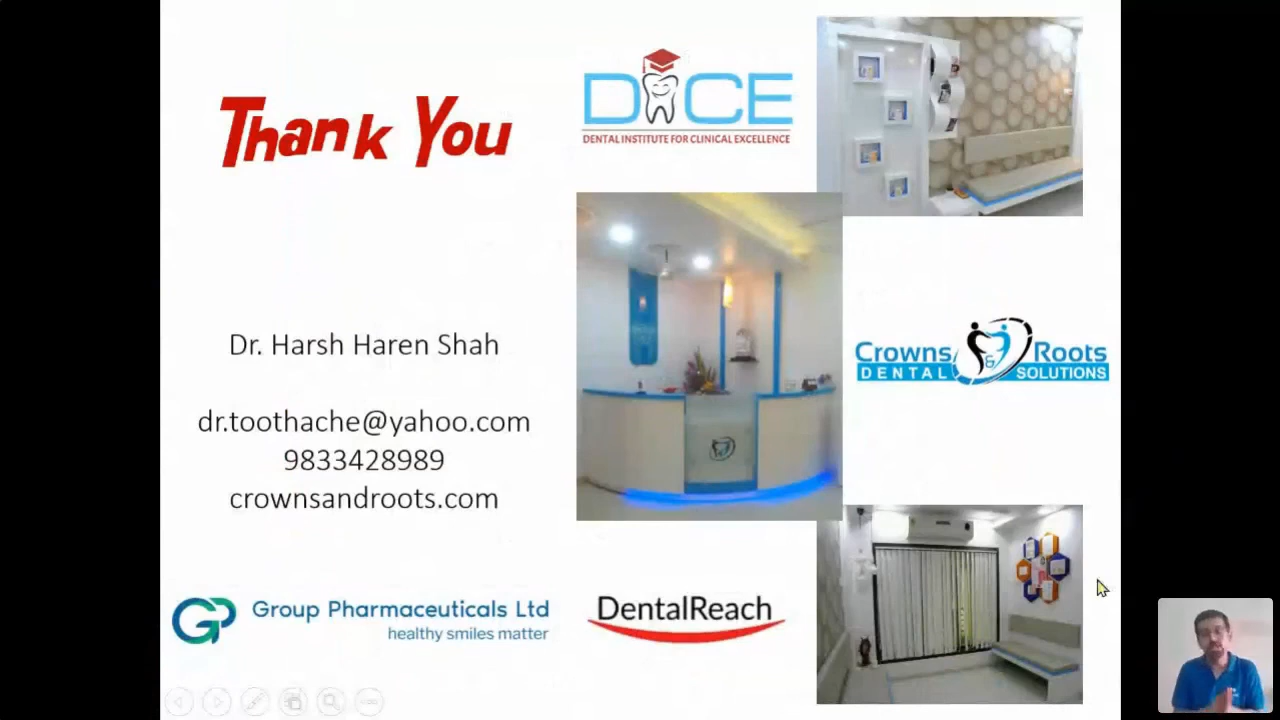 Thank You
DICE
DENTAL INSTITUTE FOR CLINICAL EXCELLENCE
Dr. Harsh Haren Shah
dr.toothache@yahoo.com
9833428989
crownsandroots.com
Crowns & Roots
DENTAL SOLUTIONS
Group Pharmaceuticals Ltd
healthy smiles matter
DentalReach